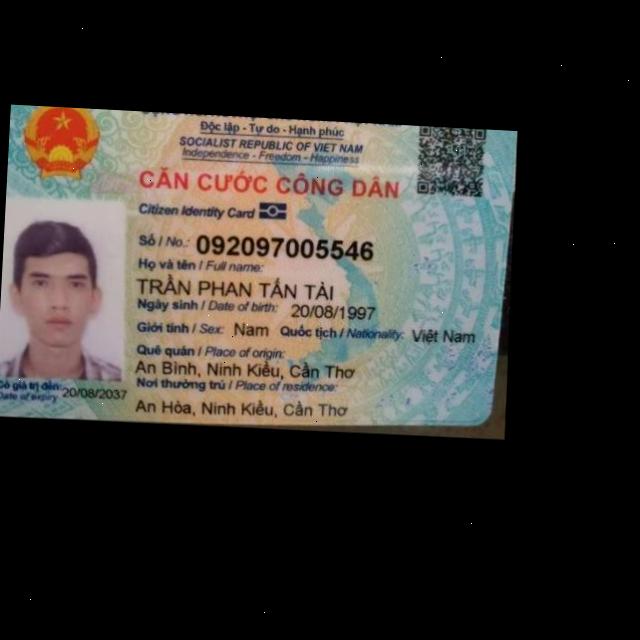 Độc lập - Tự do - Hạnh phúc
SOCIALIST REPUBLIC OF VIET NAM
Independence - Freedom - Happiness
CĂN CƯỚC CÔNG DÂN
Citizen Identity Card
Số / No.: 092097005546
Họ và tên / Full name:
TRẦN PHAN TẤN TÀI
Ngày sinh / Date of birth: 20/08/1997
Giới tính / Sex: Nam Quốc tịch / Nationality: Việt Nam
Quê quán / Place of origin:
An Bình, Ninh Kiều, Cần Thơ
Nơi thường trú / Place of residence:
An Hòa, Ninh Kiều, Cần Thơ
Có giá trị đến: 20/08/2037
Date of expiry